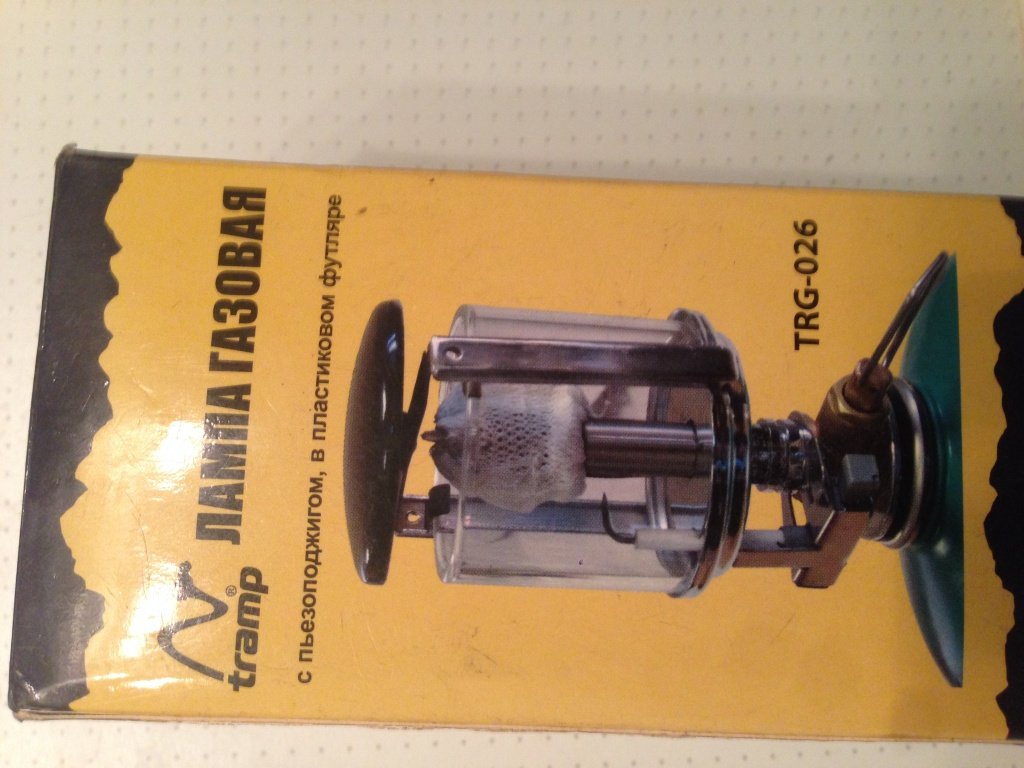 tramp®
ЛАМПА ГАЗОВАЯ
с пьезоподжигом, в пластиковом футляре
TRG-026